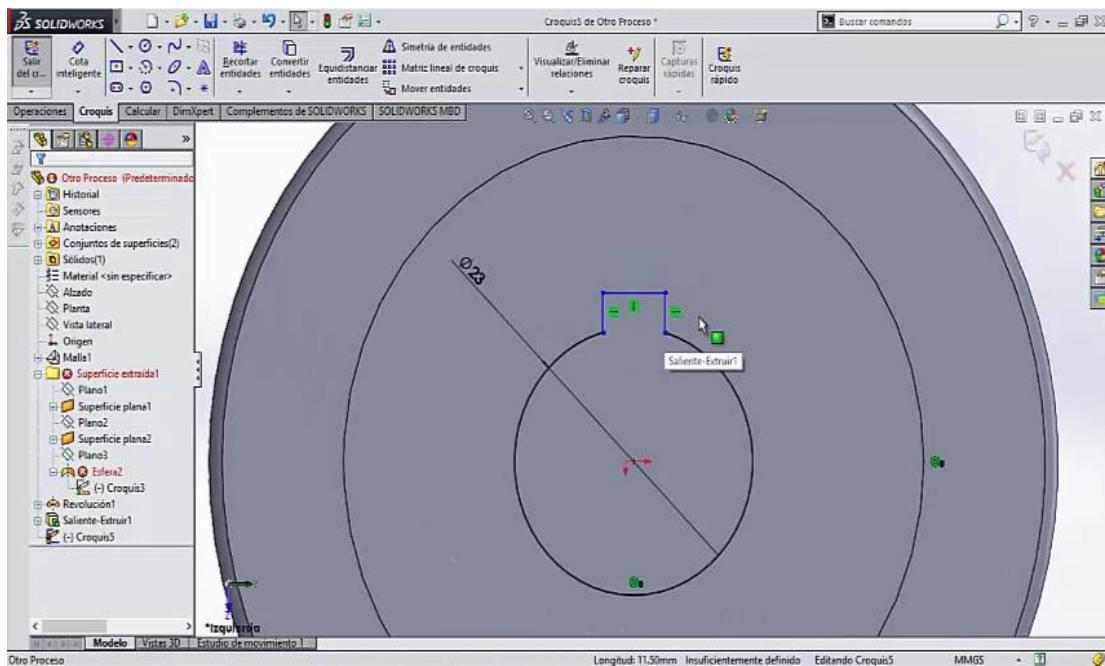 SOLIDWORKS
Croquis5 de Otro Proceso *
Buscar comandos
Salir del cr...
Cota inteligente
Recortar entidades
Convertir entidades
Equidistanciar entidades
Simetría de entidades
Matriz lineal de croquis
Mover entidades
Visualizar/Eliminar relaciones
Reparar croquis
Capturas rápidas
Croquis rápido
Operaciones
Croquis
Calcular
DimXpert
Complementos de SOLIDWORKS
SOLIDWORKS MBD
Otro Proceso (Predeterminado
Historial
Sensores
Anotaciones
Conjuntos de superficies(2)
Sólidos(1)
Material <sin especificar>
Alzado
Planta
Vista lateral
Origen
Malla1
Superficie extraída1
Plano1
Superficie plana1
Plano2
Superficie plana2
Plano3
Esfera2
(-) Croquis3
Revolución1
Saliente-Extruir1
(-) Croquis5
Ø23
Saliente-Extruir1
*Izquierda
Modelo
Vistas 3D
Estudio de movimiento 1
Otro Proceso
Longitud: 11.50mm
Insuficientemente definido
Editando Croquis5
MMGS